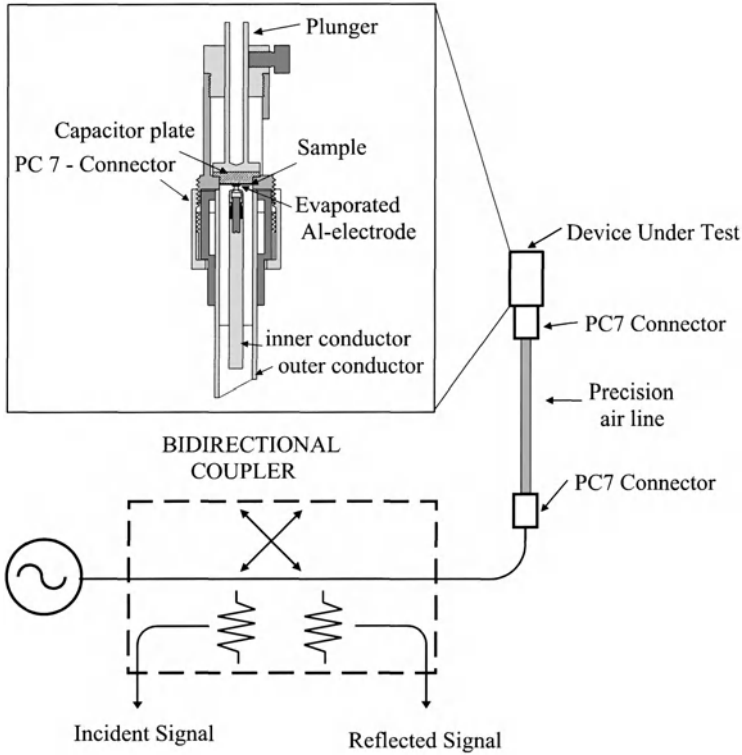 Plunger
Capacitor plate
PC 7 - Connector
Sample
Evaporated
Al-electrode
inner conductor
outer conductor
Device Under Test
PC7 Connector
Precision
air line
PC7 Connector
BIDIRECTIONAL
COUPLER
Incident Signal
Reflected Signal